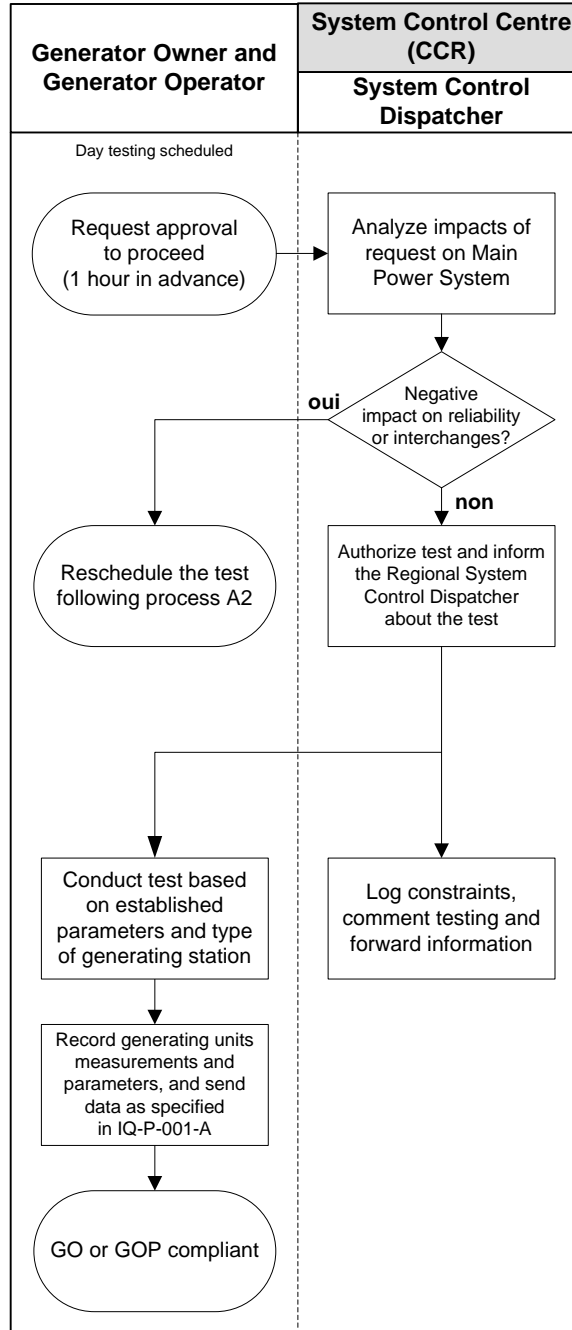 Generator Owner and
Generator Operator
System Control Centre
(CCR)
System Control
Dispatcher
Day testing scheduled
Request approval
to proceed
(1 hour in advance)
Analyze impacts of
request on Main
Power System
Negative
impact on reliability
or interchanges?
oui
non
Reschedule the test
following process A2
Authorize test and inform
the Regional System
Control Dispatcher
about the test
Conduct test based
on established
parameters and type
of generating station
Log constraints,
comment testing and
forward information
Record generating units
measurements and
parameters, and send
data as specified
in IQ-P-001-A
GO or GOP compliant